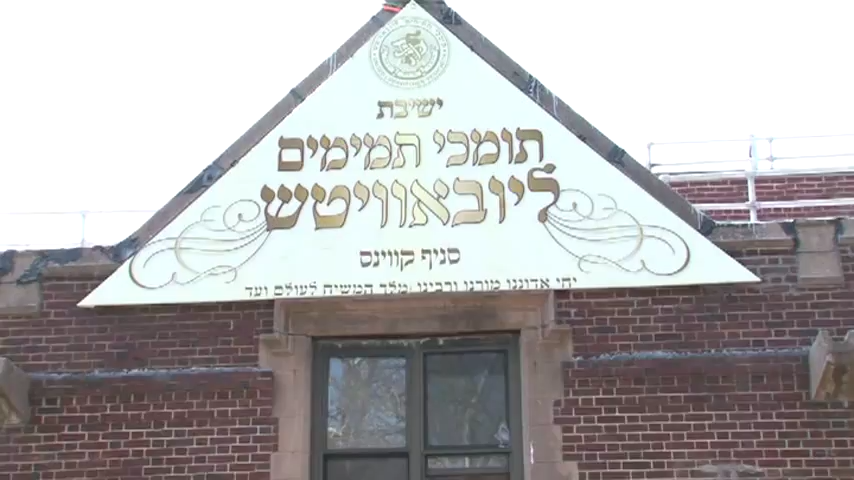 ישיבת
תומכי תמימים
ליובאוויטש
סניף קווינס
יחי אדוננו מורנו ורבינו מלך המשיח לעולם ועד